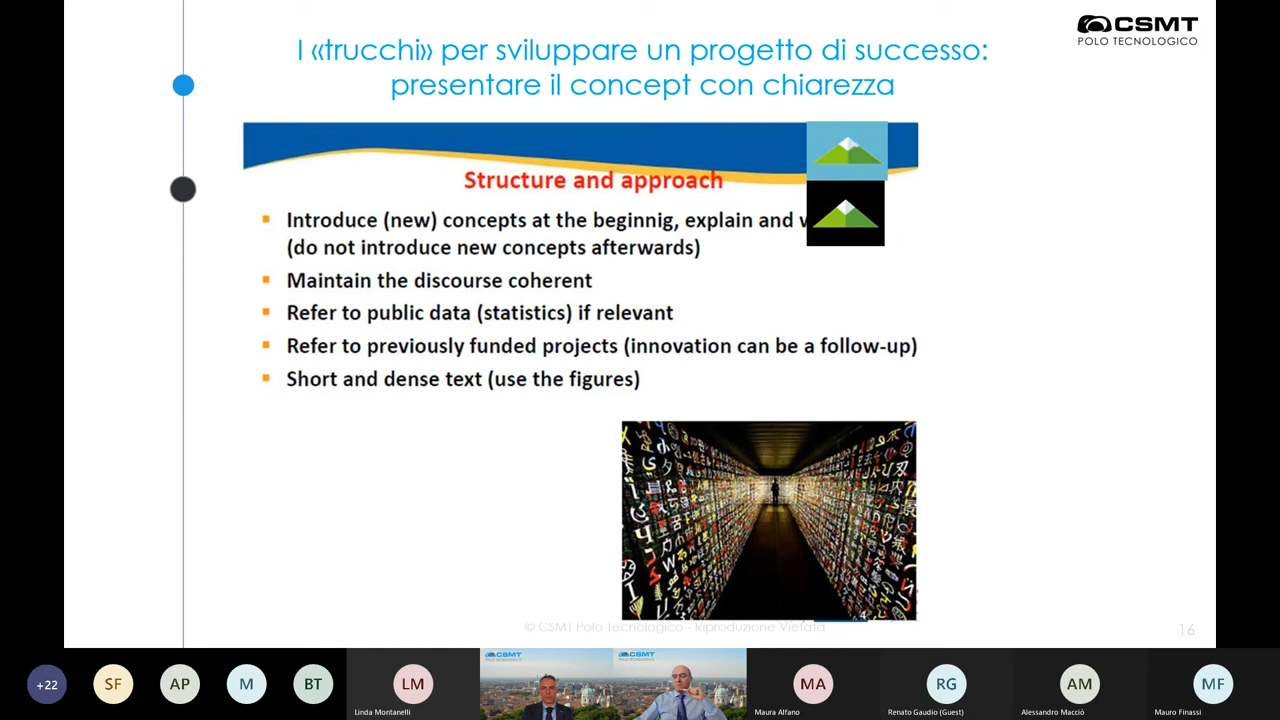 I «trucchi» per sviluppare un progetto di successo:
presentare il concept con chiarezza
CSMT
POLO TECNOLOGICO
Structure and approach
Introduce (new) concepts at the beginnig, explain and
(do not introduce new concepts afterwards)
Maintain the discourse coherent
Refer to public data (statistics) if relevant
Refer to previously funded projects (innovation can be a follow-up)
Short and dense text (use the figures)
4
© CSMT Polo Tecnologico - Riproduzione Vietata
16
+22
SF
AP
M
BT
LM
Linda Montanelli
CSMT
CSMT
MA
Maura Alfano
RG
Renato Gaudio (Guest)
AM
Alessandro Macciò
MF
Mauro Finassi